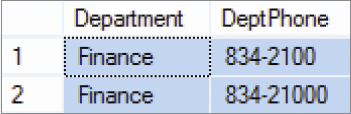 Department DeptPhone
1 Finance 834-2100
2 Finance 834-21000